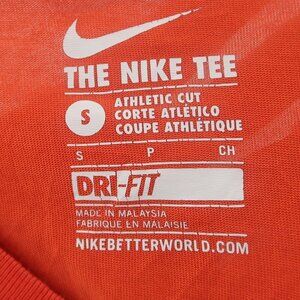 THE NIKE TEE
S
ATHLETIC CUT
CORTE ATLÉTICO
COUPE ATHLÉTIQUE
S P CH
DRI-FIT
MADE IN MALAYSIA
FABRIQUÉ EN MALAISIE
NIKEBETTERWORLD.COM